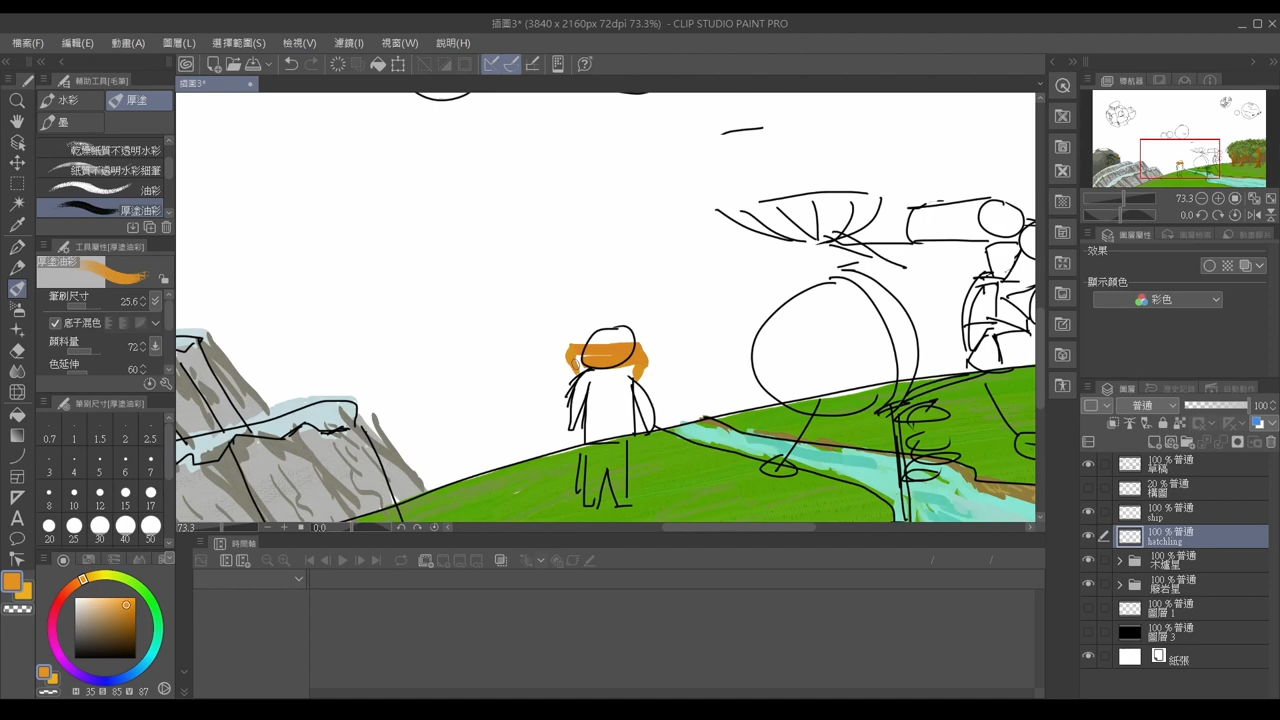 插圖3* (3840 x 2160px 72dpi 73.3%) - CLIP STUDIO PAINT PRO
檔案(F) 編輯(E) 動畫(A) 圖層(L) 選擇範圍(S) 檢視(V) 濾鏡(I) 視窗(W) 說明(H)
輔助工具[毛筆]
插圖3*
導航器
水彩 厚塗
墨
乾燥紙質不透明水彩
紙質不透明水彩細筆
油彩
厚塗油彩
73.3
0.0
圖層屬性
工具屬性[厚塗油彩]
效果
厚塗油彩
顯示顏色
筆刷尺寸 25.6
彩色
底子混色
顏料量 72
色延伸 60
圖層
筆刷尺寸[厚塗油彩]
普通 100
0.7 1 1.5 2 2.5
3 4 5 6 7
8 10 12 15 17
20 25 30 40 50
100 %普通
草稿
20 %普通
構圖
100 %普通
ship
100 %普通
hatchling
100 %普通
木爐星
100 %普通
100 %普通
圖層 1
100 %普通
圖層 3
紙張
73.3 0.0
時間軸
/ /
H 35 S 85 V 87